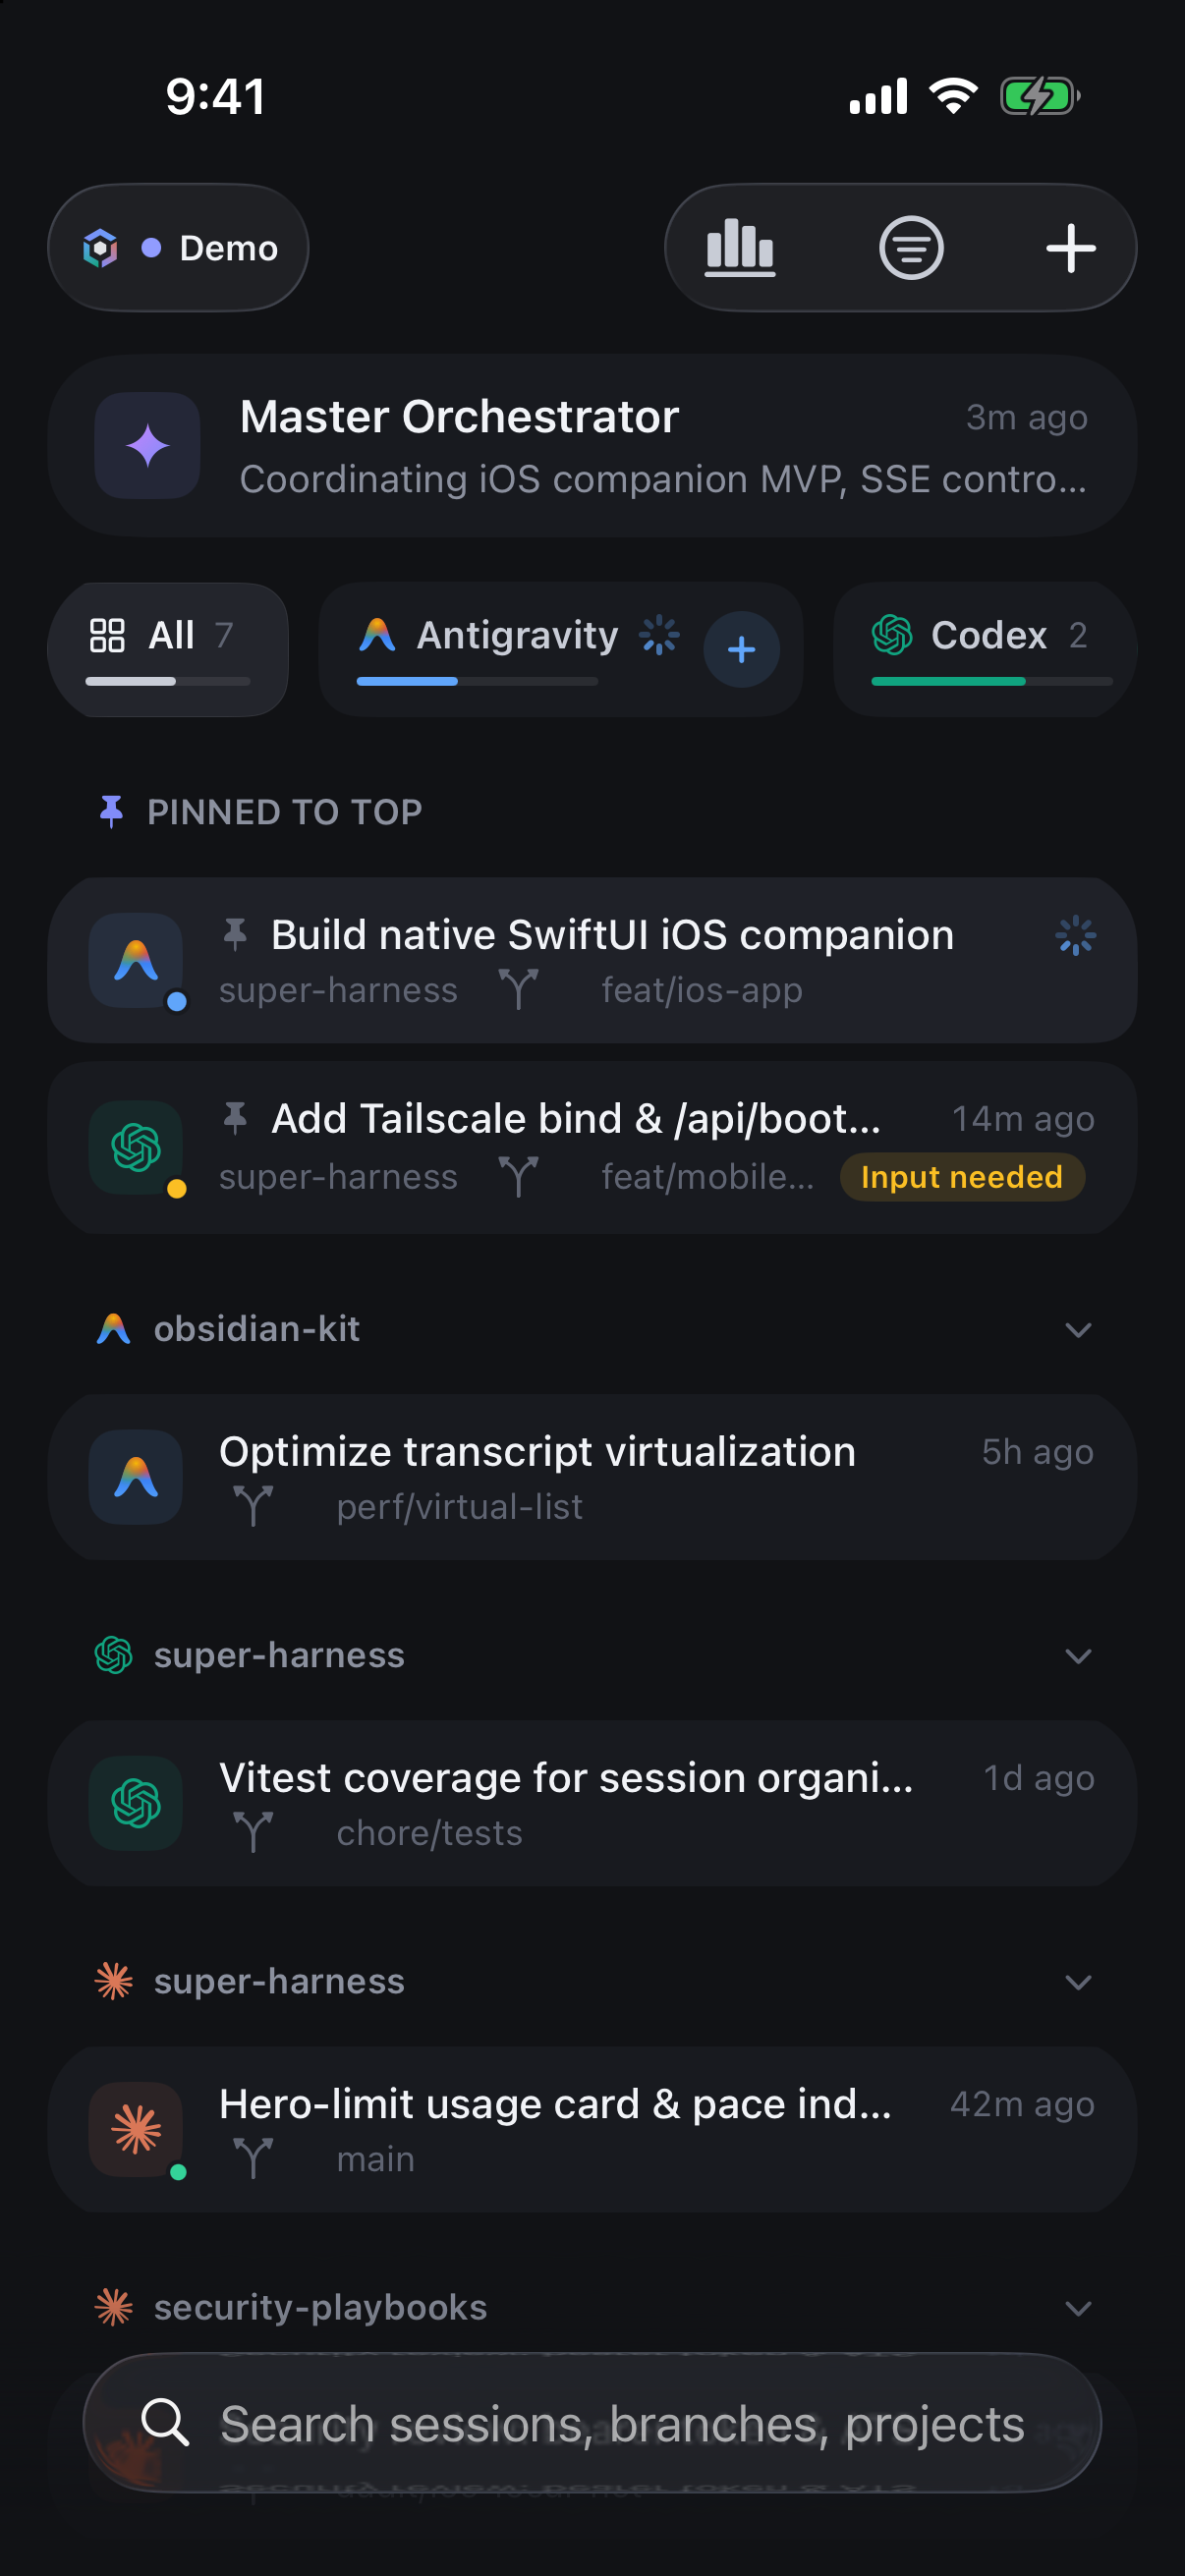 9:41
Demo
Master Orchestrator 3m ago
Coordinating iOS companion MVP, SSE contro...
All 7 Antigravity Codex 2
PINNED TO TOP
Build native SwiftUI iOS companion
super-harness feat/ios-app
Add Tailscale bind & /api/boot... 14m ago
super-harness feat/mobile... Input needed
obsidian-kit
Optimize transcript virtualization 5h ago
perf/virtual-list
super-harness
Vitest coverage for session organi... 1d ago
chore/tests
super-harness
Hero-limit usage card & pace ind... 42m ago
main
security-playbooks
Search sessions, branches, projects